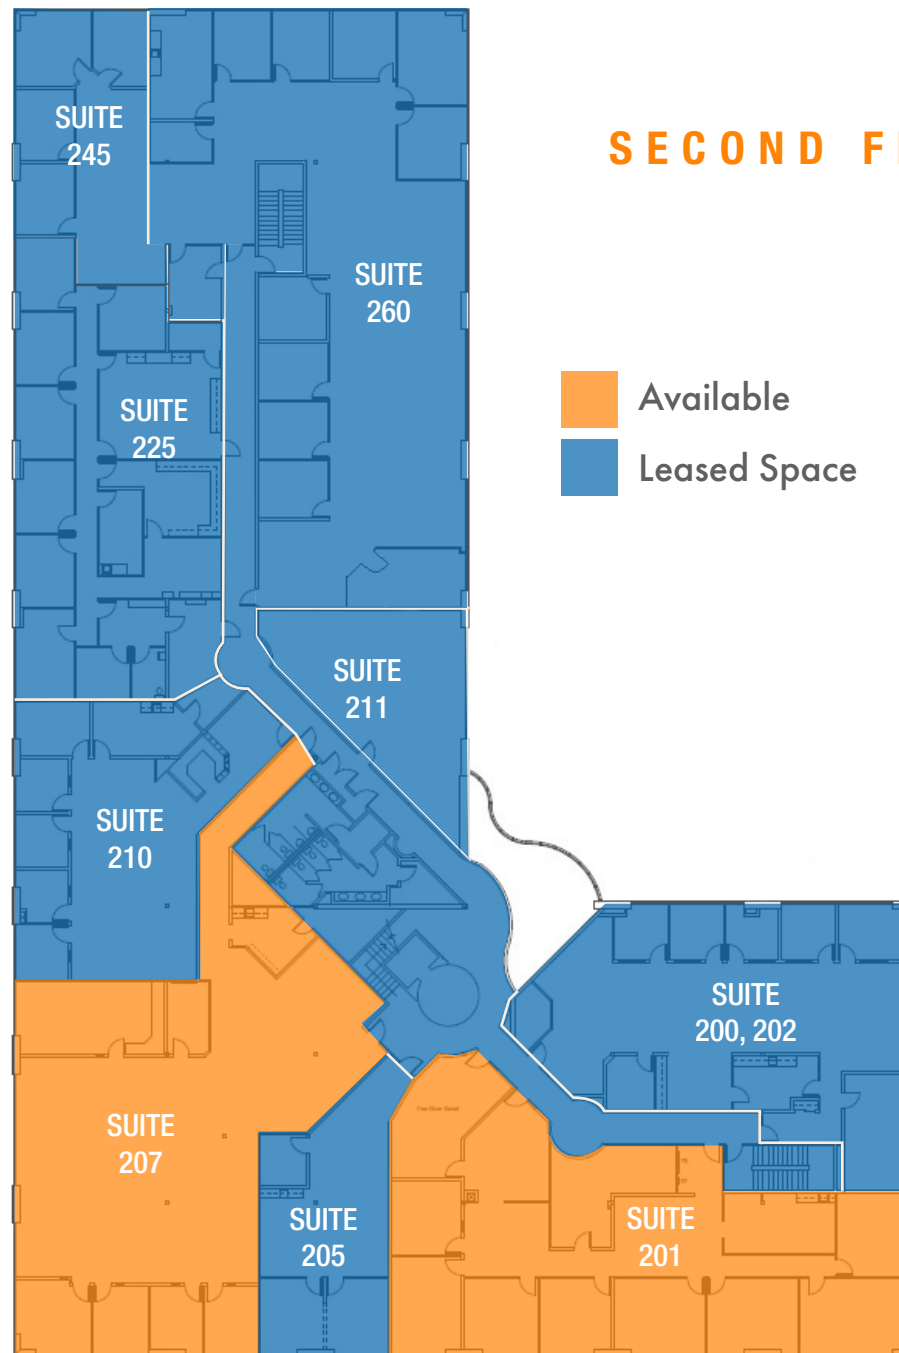 SUITE
245
SECOND F
SUITE
260
Available
Leased Space
SUITE
225
SUITE
211
SUITE
210
SUITE
200, 202
SUITE
207
SUITE
205
SUITE
201